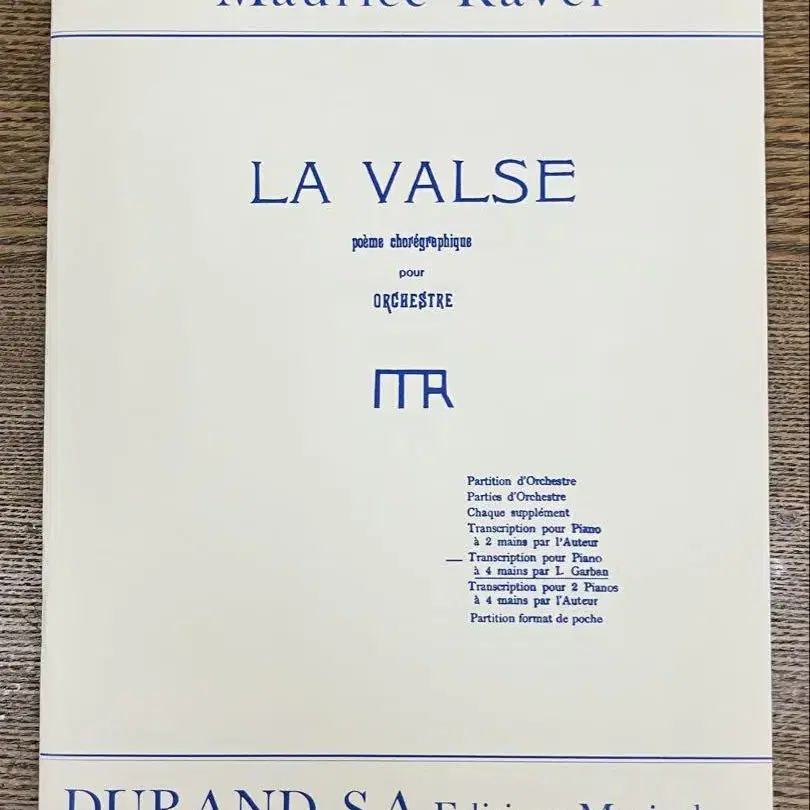 Maurice Ravel
LA VALSE
poème chorégraphique
pour
ORCHESTRE
MR
Partition d'Orchestre
Parties d'Orchestre
Chaque supplément
Transcription pour Piano
à 2 mains par l'Auteur
Transcription pour Piano
à 4 mains par L. Garban
Transcription pour 2 Pianos
à 4 mains par l'Auteur
Partition format de poche
DURAND S.A. Editions Musicales